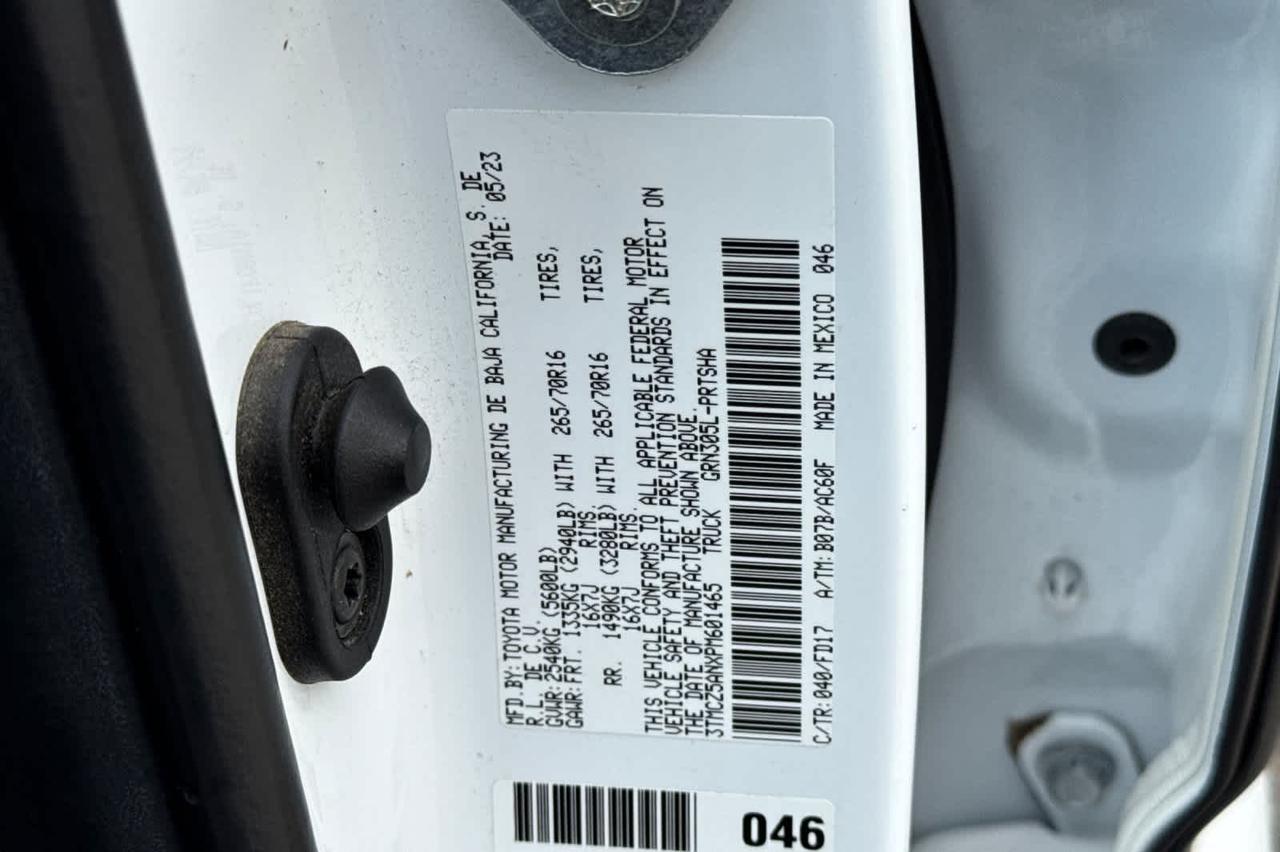 MFD.BY: TOYOTA MOTOR MANUFACTURING DE BAJA CALIFORNIA, S. DE
R.L. DE C.V. DATE: 05/23
GVWR: 2540KG (5600LB)
GAWR: FRT. 1335KG (2940LB) WITH 265/70R16 TIRES,
16X7J RIMS.
RR. 1490KG (3280LB) WITH 265/70R16 TIRES,
16X7J RIMS.
THIS VEHICLE CONFORMS TO ALL APPLICABLE FEDERAL MOTOR
VEHICLE SAFETY AND THEFT PREVENTION STANDARDS IN EFFECT ON
THE DATE OF MANUFACTURE SHOWN ABOVE.
3TMCZ5ANXPM601465 TRUCK GRN305L-PRTSHA
C/TR: 040/FD17 A/TM: B07B/AC60F MADE IN MEXICO 046
046